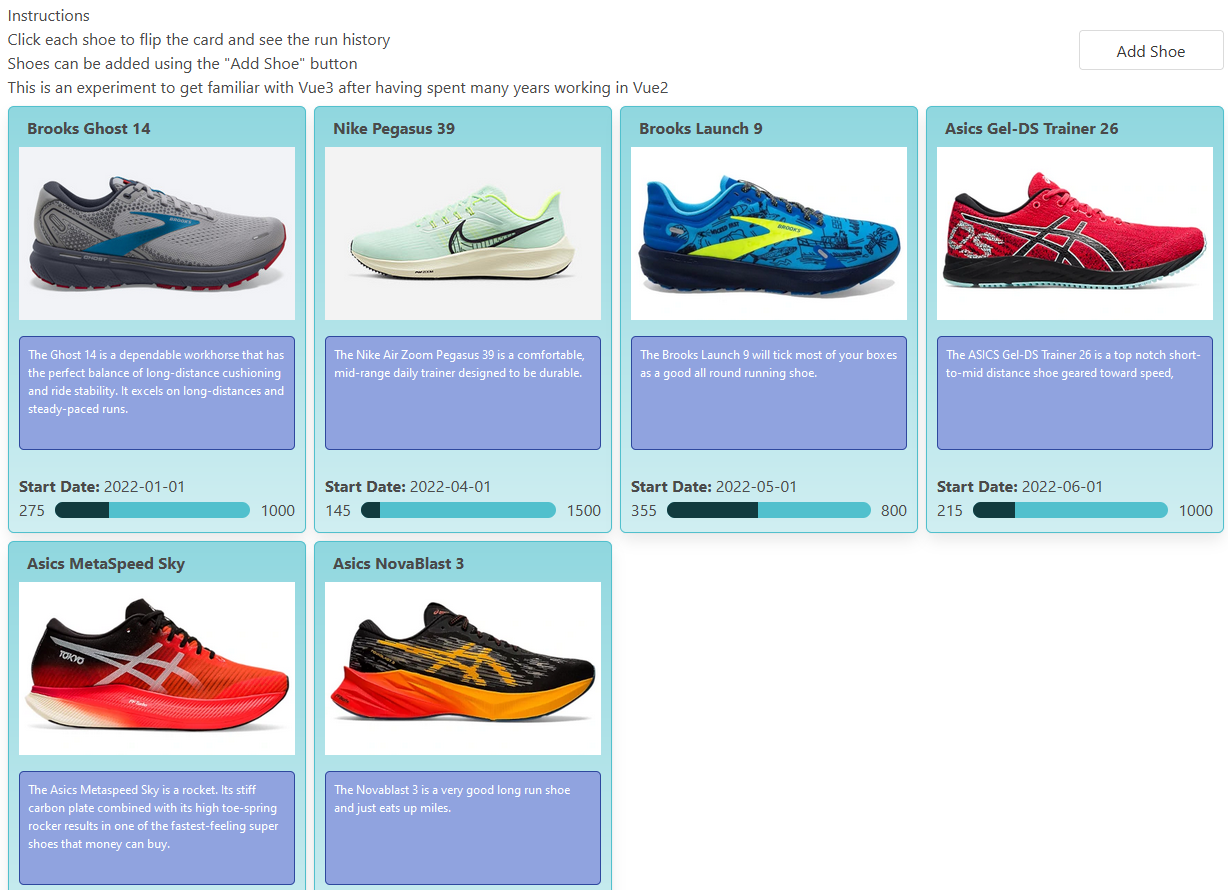 Instructions
Click each shoe to flip the card and see the run history
Shoes can be added using the "Add Shoe" button
This is an experiment to get familiar with Vue3 after having spent many years working in Vue2
Add Shoe
Brooks Ghost 14
BROOKS
GHOST
The Ghost 14 is a dependable workhorse that has
the perfect balance of long-distance cushioning
and ride stability. It excels on long-distances and
steady-paced runs.
Start Date: 2022-01-01
275 1000
Nike Pegasus 39
The Nike Air Zoom Pegasus 39 is a comfortable,
mid-range daily trainer designed to be durable.
Start Date: 2022-04-01
145 1500
Brooks Launch 9
BROOKS
The Brooks Launch 9 will tick most of your boxes
as a good all round running shoe.
Start Date: 2022-05-01
355 800
Asics Gel-DS Trainer 26
DS
The ASICS Gel-DS Trainer 26 is a top notch short-
to-mid distance shoe geared toward speed,
Start Date: 2022-06-01
215 1000
Asics MetaSpeed Sky
TOKYO
The Asics Metaspeed Sky is a rocket. Its stiff
carbon plate combined with its high toe-spring
rocker results in one of the fastest-feeling super
shoes that money can buy.
Asics NovaBlast 3
The Novablast 3 is a very good long run shoe
and just eats up miles.